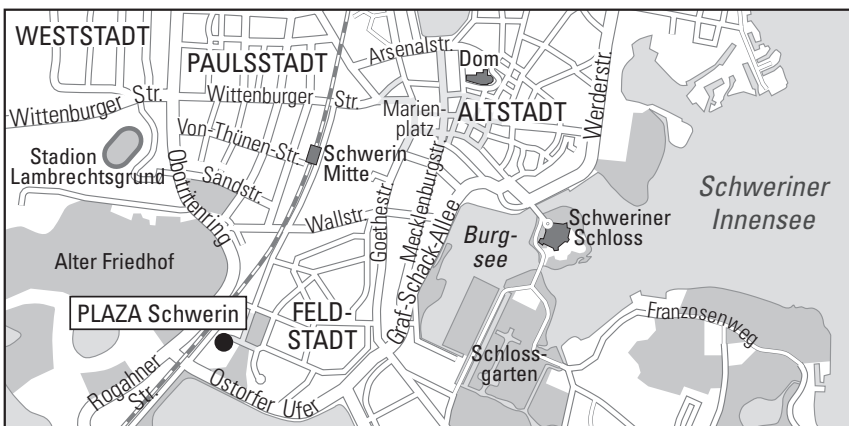 WESTSTADT
PAULSSTADT
Arsenalstr.
Dom
Wittenburger Str.
Wittenburger Str.
Marien-
platz
ALTSTADT
Werderstr.
Von-Thünen-Str.
Stadion
Lambrechtsgrund
Schwerin
Mitte
Sandstr.
Obotritenring
Wallstr.
Goethestr.
Mecklenburgstr.
Graf-Schack-Allee
Burg-
see
Schweriner
Schloss
Schweriner
Innensee
Alter Friedhof
PLAZA Schwerin
FELD-
STADT
Franzosenweg
Schloss-
garten
Rogahner
Str.
Ostorfer Ufer